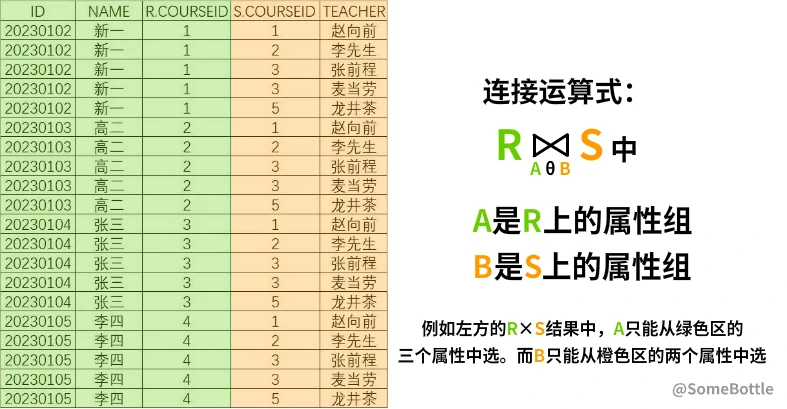 ID NAME R.COURSEID S.COURSEID TEACHER
20230102 新一 1 1 赵向前
20230102 新一 1 2 李先生
20230102 新一 1 3 张前程
20230102 新一 1 3 麦当劳
20230102 新一 1 5 龙井茶
20230103 高二 2 1 赵向前
20230103 高二 2 2 李先生
20230103 高二 2 3 张前程
20230103 高二 2 3 麦当劳
20230103 高二 2 5 龙井茶
20230104 张三 3 1 赵向前
20230104 张三 3 2 李先生
20230104 张三 3 3 张前程
20230104 张三 3 3 麦当劳
20230104 张三 3 5 龙井茶
20230105 李四 4 1 赵向前
20230105 李四 4 2 李先生
20230105 李四 4 3 张前程
20230105 李四 4 3 麦当劳
20230105 李四 4 5 龙井茶
连接运算式：
R ⋈ S 中
A θ B
A是R上的属性组
B是S上的属性组
例如左方的R×S结果中，A只能从绿色区的
三个属性中选。而B只能从橙色区的两个属性中选
@SomeBottle